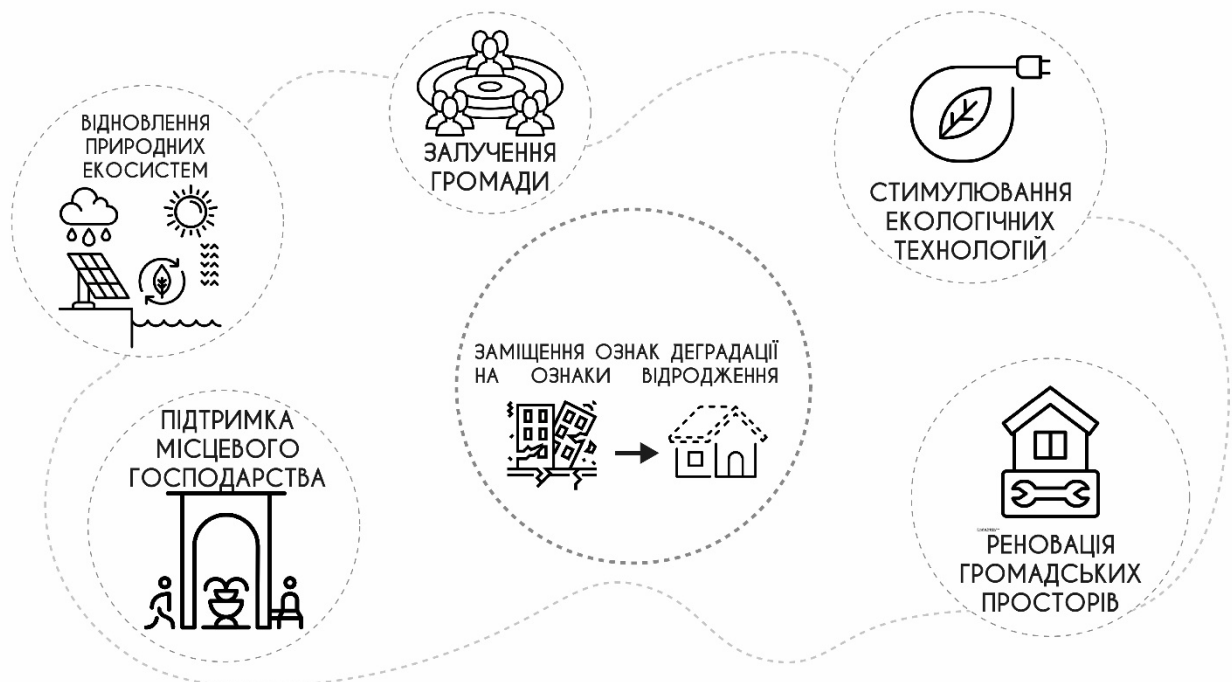 ВІДНОВЛЕННЯ
ПРИРОДНИХ
ЕКОСИСТЕМ
ЗАЛУЧЕННЯ
ГРОМАДИ
СТИМУЛЮВАННЯ
ЕКОЛОГІЧНИХ
ТЕХНОЛОГІЙ
ЗАМІЩЕННЯ ОЗНАК ДЕГРАДАЦІЇ
НА ОЗНАКИ ВІДРОДЖЕННЯ
ПІДТРИМКА
МІСЦЕВОГО
ГОСПОДАРСТВА
РЕНОВАЦІЯ
ГРОМАДСЬКИХ
ПРОСТОРІВ